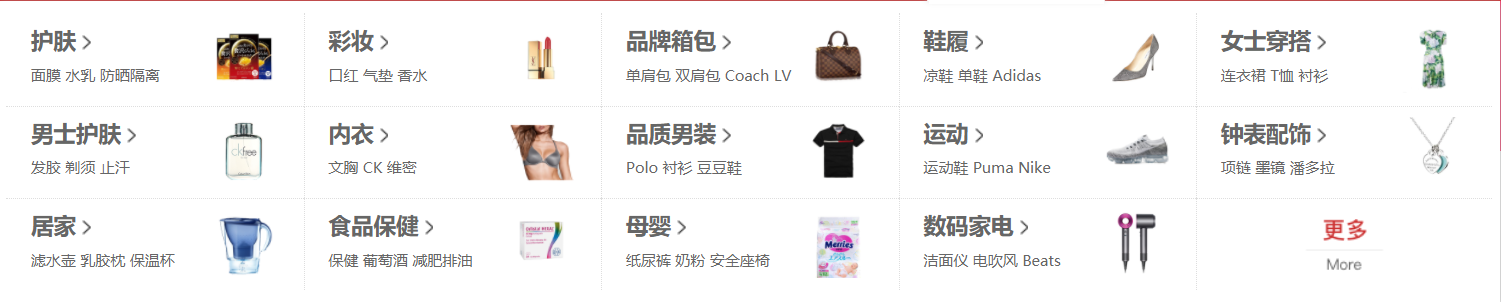 护肤 >
面膜 水乳 防晒隔离
彩妆 >
口红 气垫 香水
品牌箱包 >
单肩包 双肩包 Coach LV
鞋履 >
凉鞋 单鞋 Adidas
女士穿搭 >
连衣裙 T恤 衬衫
男士护肤 >
发胶 剃须 止汗
ckfree
内衣 >
文胸 CK 维密
品质男装 >
Polo 衬衫 豆豆鞋
运动 >
运动鞋 Puma Nike
钟表配饰 >
项链 墨镜 潘多拉
居家 >
滤水壶 乳胶枕 保温杯
食品保健 >
保健 葡萄酒 减肥排油
母婴 >
纸尿裤 奶粉 安全座椅
Merries
数码家电 >
洁面仪 电吹风 Beats
更多
More